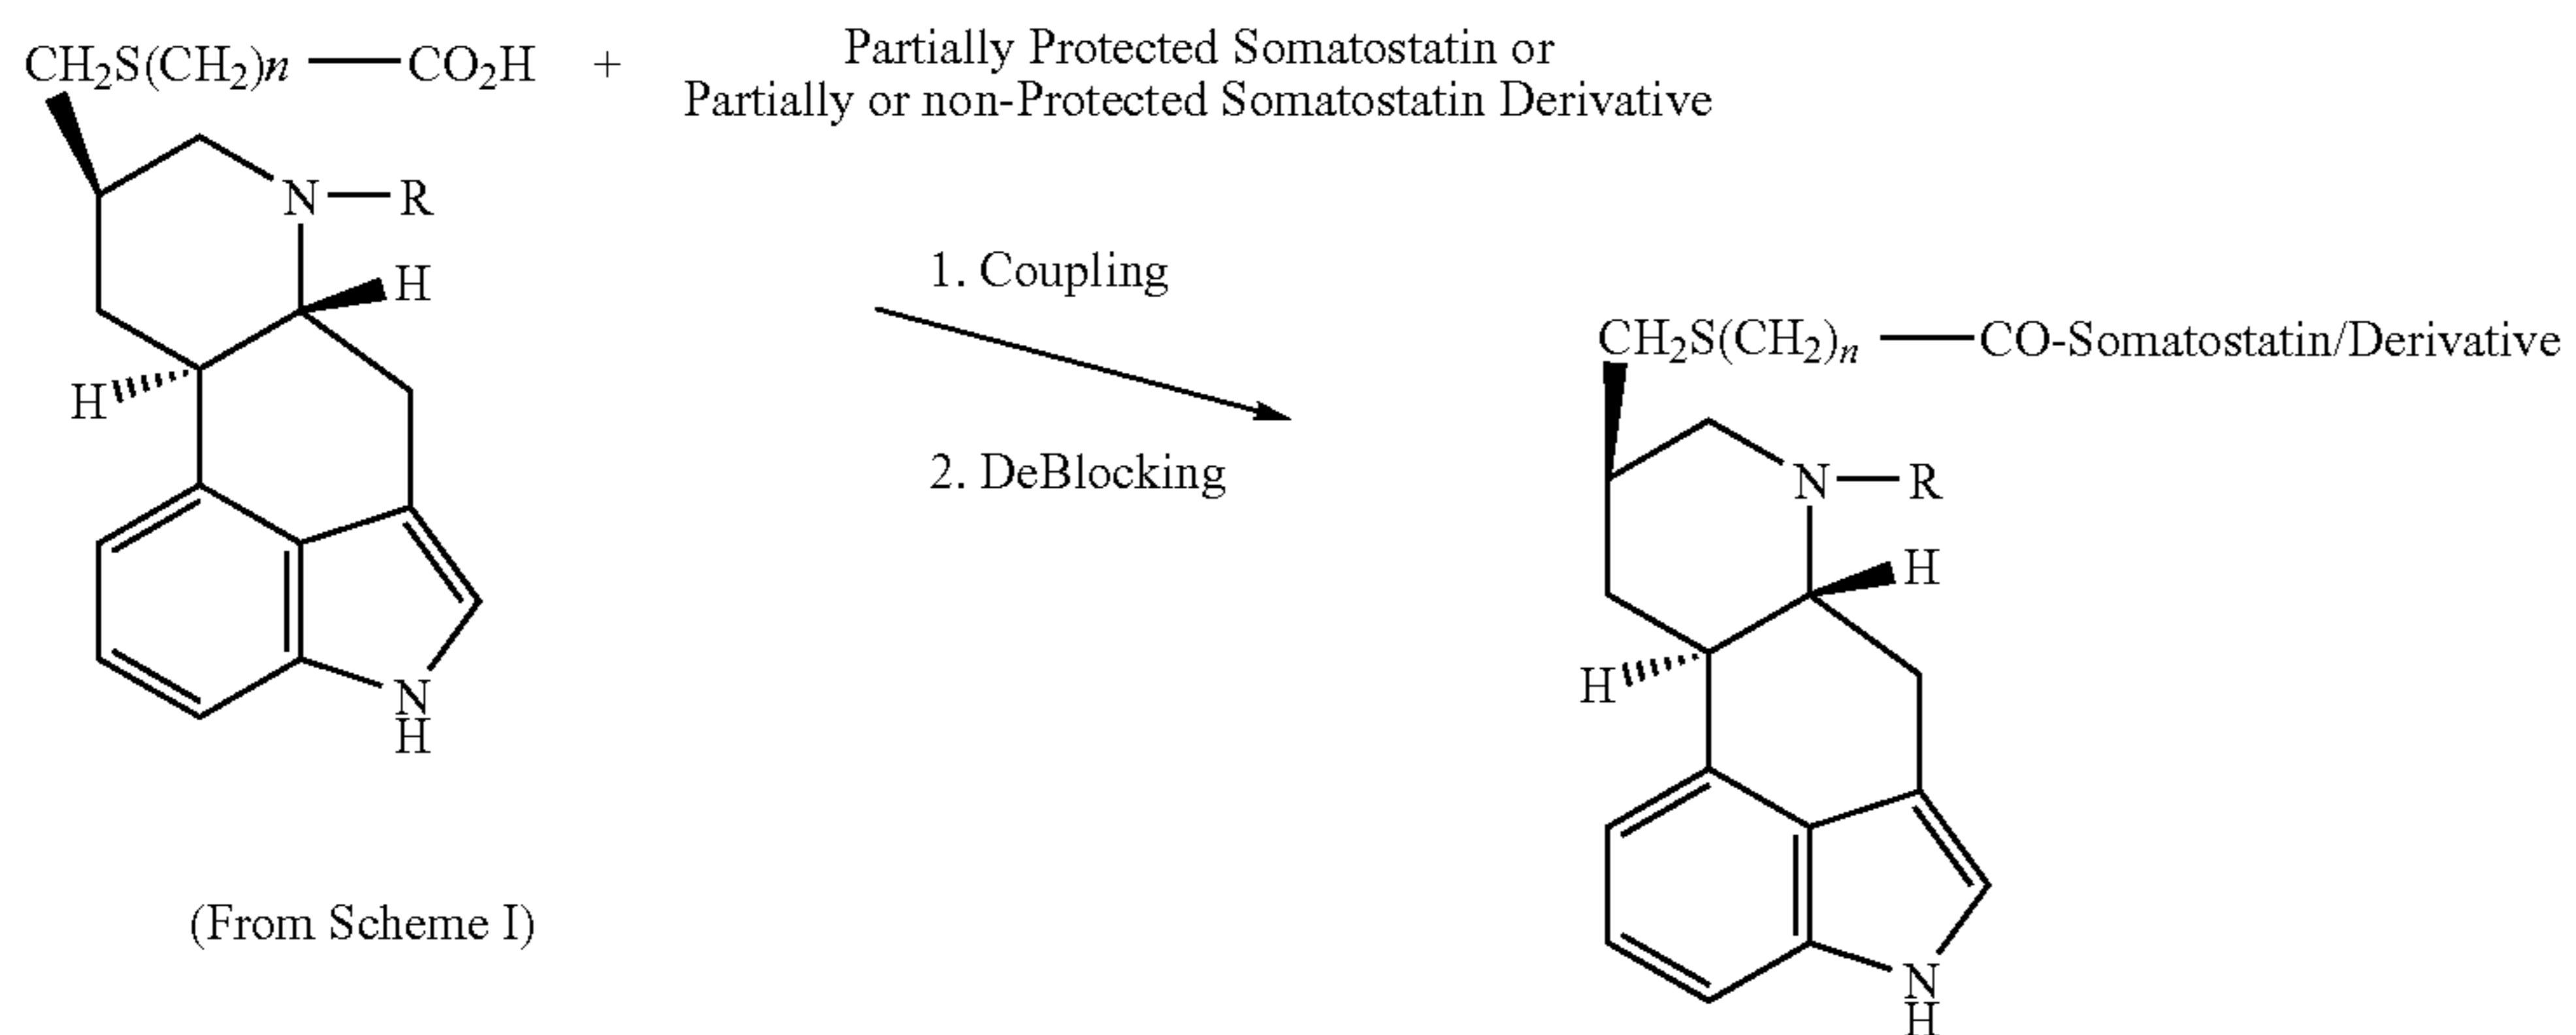 CH₂S(CH₂)n — CO₂H + Partially Protected Somatostatin or
Partially or non-Protected Somatostatin Derivative
N — R
H
H
N
H
(From Scheme I)
1. Coupling
2. DeBlocking
CH₂S(CH₂)ₙ — CO-Somatostatin/Derivative
N — R
H
H
N
H